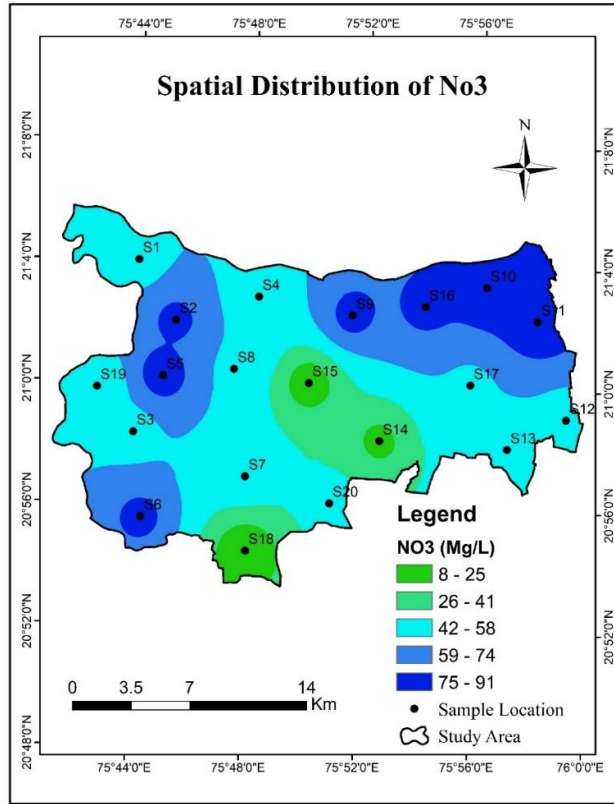 75°44'0"E 75°48'0"E 75°52'0"E 75°56'0"E
Spatial Distribution of No3
N
21°8'0"N 21°8'0"N
21°4'0"N 21°4'0"N
21°0'0"N 21°0'0"N
20°56'0"N 20°56'0"N
20°52'0"N 20°52'0"N
20°48'0"N 20°48'0"N
S1
S4
S10
S2
S9
S16
S11
S8
S5
S15
S19
S17
S12
S3
S14
S13
S7
S20
S6
S18
Legend
NO3 (Mg/L)
8 - 25
26 - 41
42 - 58
59 - 74
75 - 91
Sample Location
Study Area
0 3.5 7 14
Km
75°44'0"E 75°48'0"E 75°52'0"E 75°56'0"E 76°0'0"E